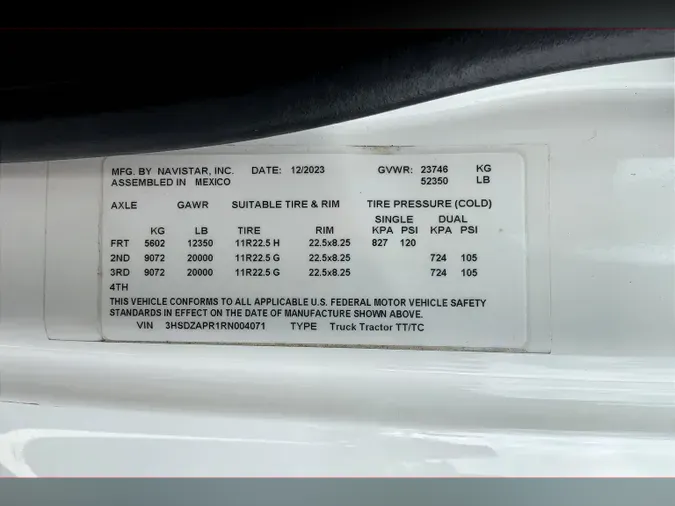 MFG. BY NAVISTAR, INC. DATE: 12/2023 GVWR: 23746 KG
ASSEMBLED IN MEXICO 52350 LB
AXLE GAWR SUITABLE TIRE & RIM TIRE PRESSURE (COLD)
SINGLE DUAL
KG LB TIRE RIM KPA PSI KPA PSI
FRT 5602 12350 11R22.5 H 22.5x8.25 827 120
2ND 9072 20000 11R22.5 G 22.5x8.25 724 105
3RD 9072 20000 11R22.5 G 22.5x8.25 724 105
4TH
THIS VEHICLE CONFORMS TO ALL APPLICABLE U.S. FEDERAL MOTOR VEHICLE SAFETY
STANDARDS IN EFFECT ON THE DATE OF MANUFACTURE SHOWN ABOVE.
VIN 3HSDZAPR1RN004071 TYPE Truck Tractor TT/TC